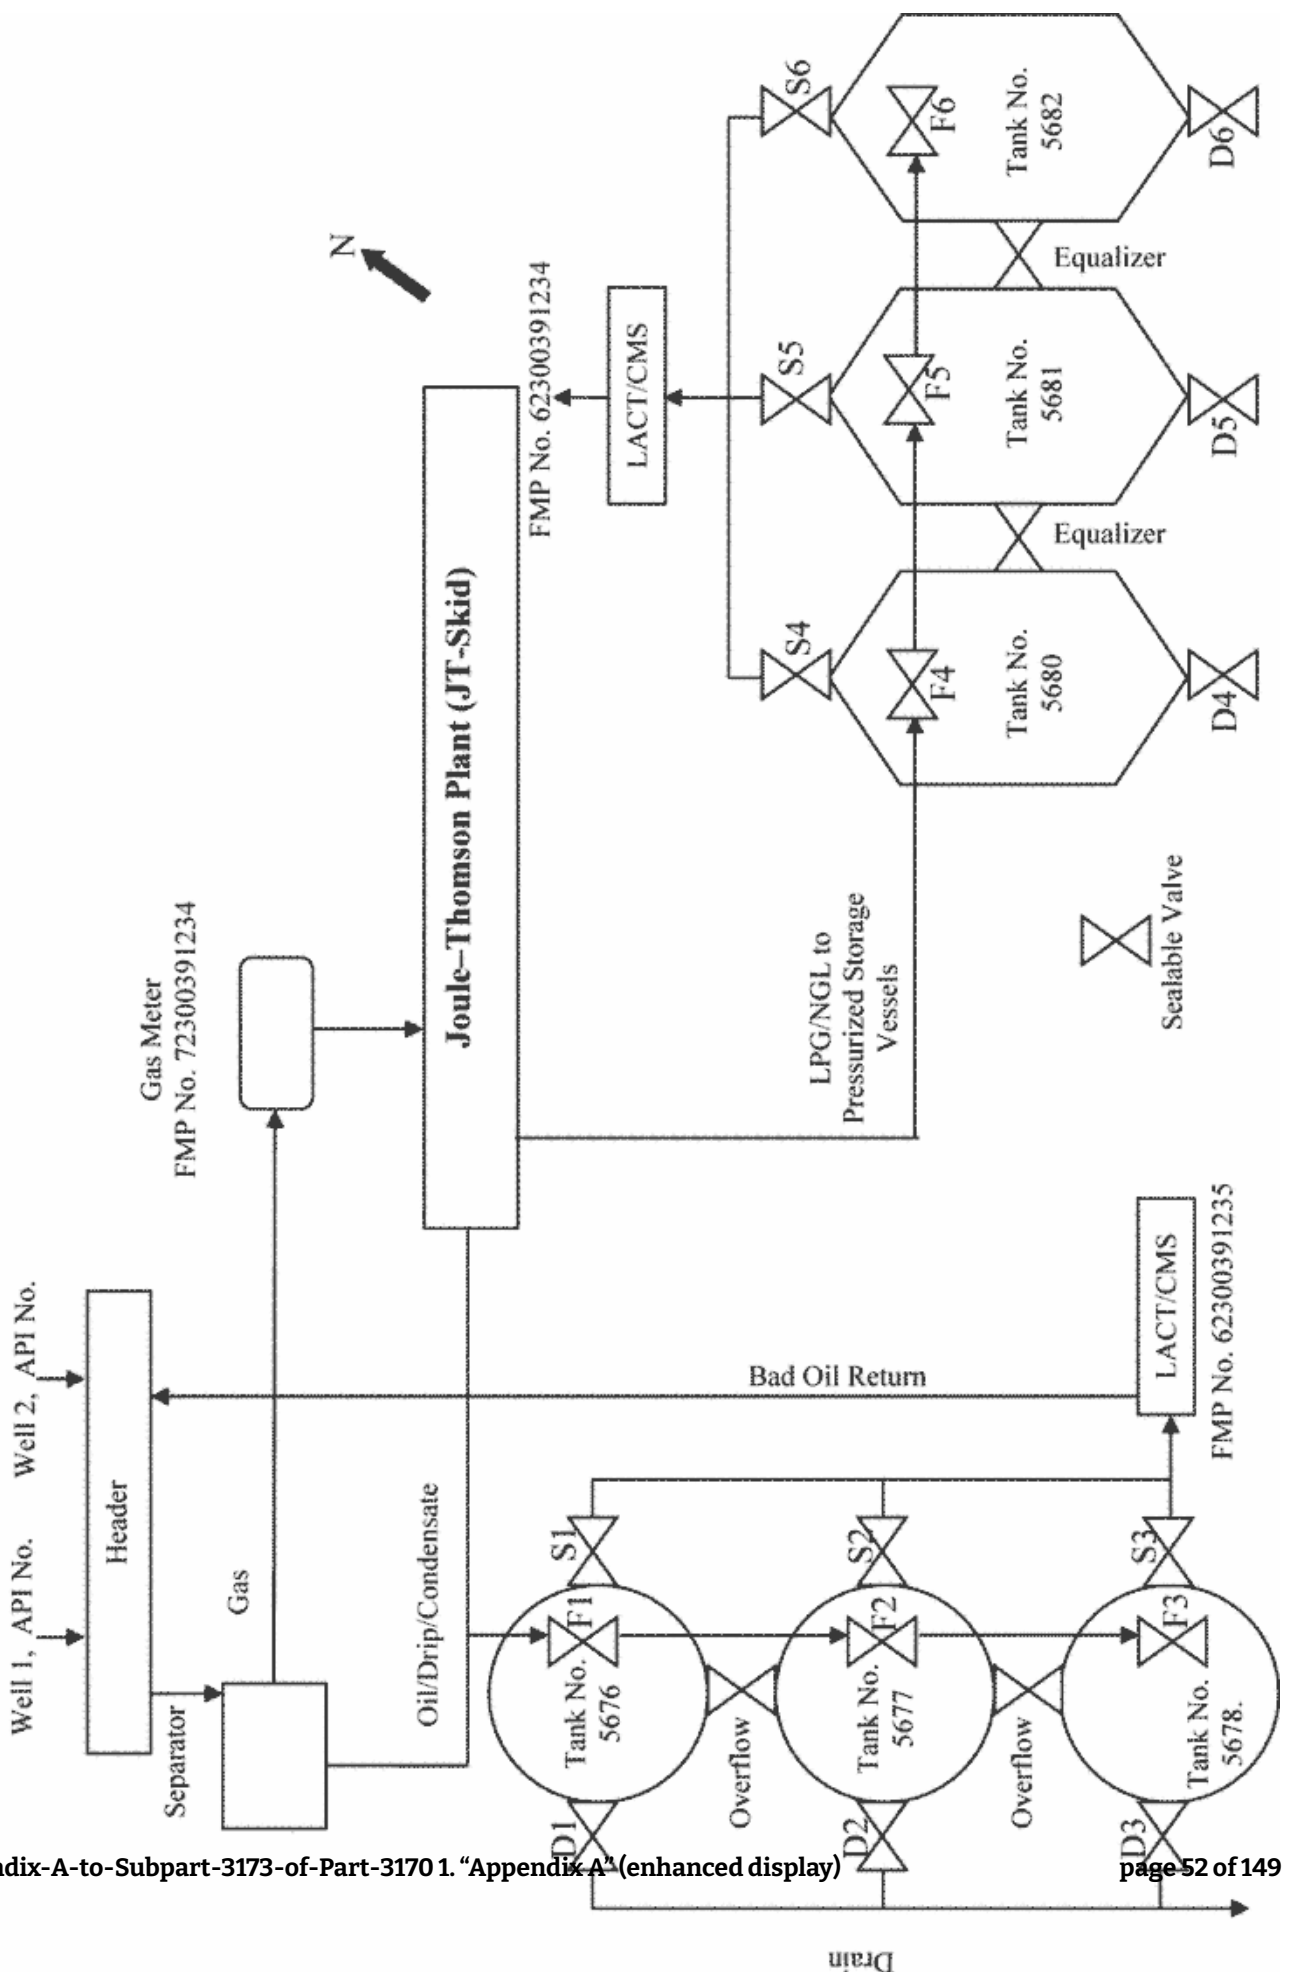 Well 1, API No.
Well 2, API No.
Header
Separator
Gas
Gas Meter
FMP No. 72300391234
N
Joule–Thomson Plant (JT-Skid)
FMP No. 62300391234
LACT/CMS
Oil/Drip/Condensate
LPG/NGL to
Pressurized Storage
Vessels
Bad Oil Return
LACT/CMS
FMP No. 62300391235
S1
F1
Tank No.
5676
D1
Overflow
S2
F2
Tank No.
5677
D2
Overflow
S3
F3
Tank No.
5678.
D3
Drain
S4
F4
Tank No.
5680
D4
Equalizer
S5
F5
Tank No.
5681
D5
Equalizer
S6
F6
Tank No.
5682
D6
Sealable Valve
ndix-A-to-Subpart-3173-of-Part-3170 1. “Appendix A” (enhanced display)
page 52 of 149